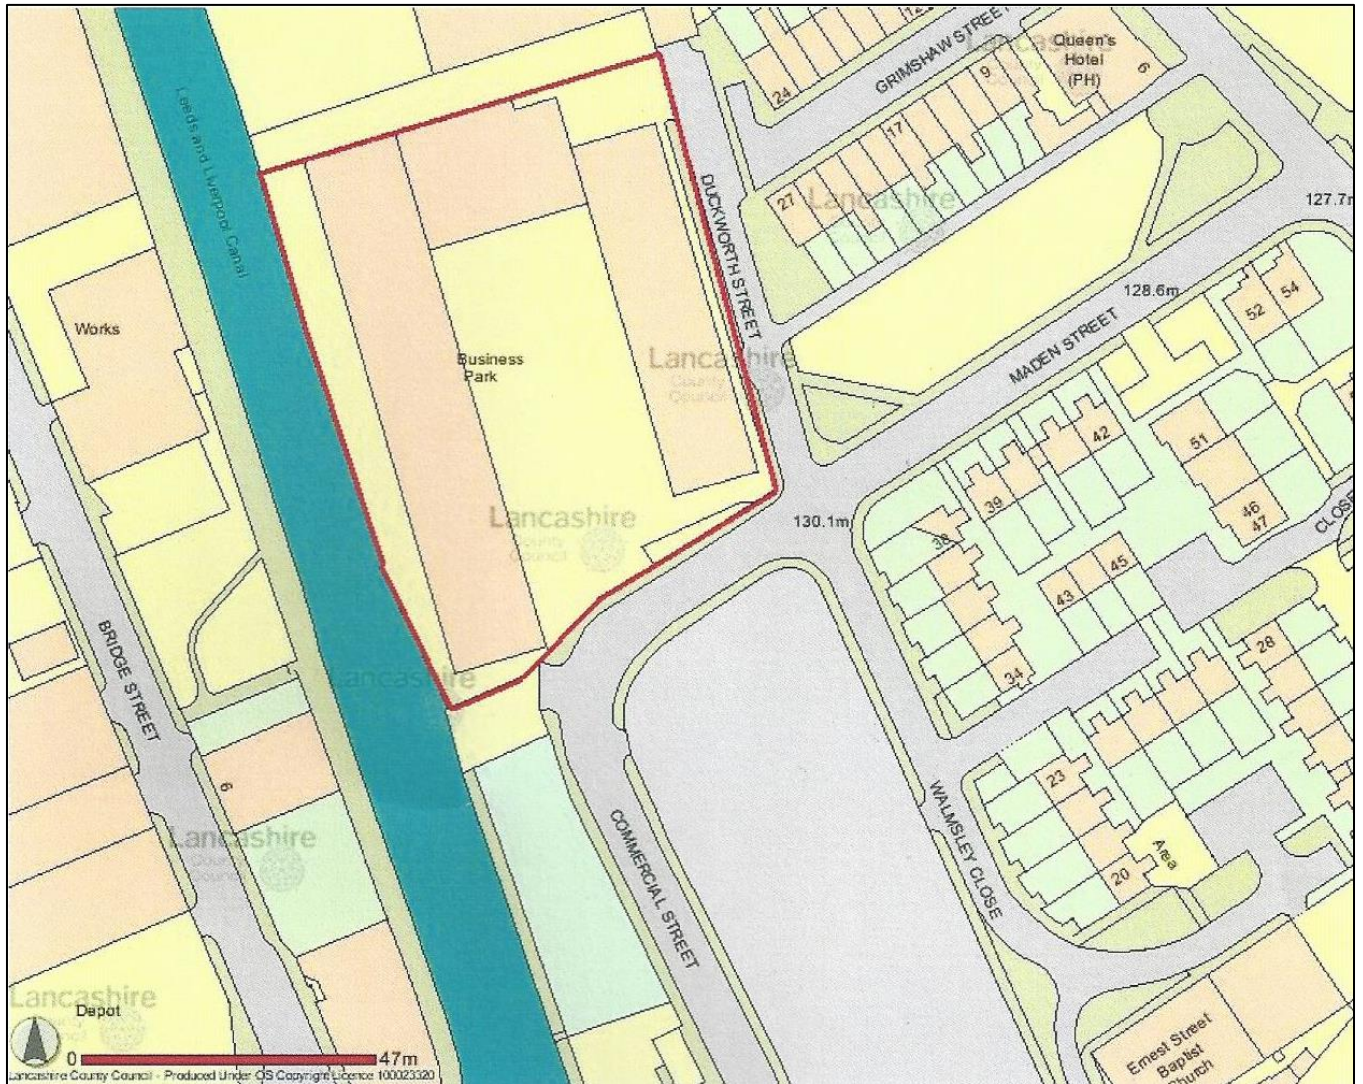 12
GRIMSHAW STREET
Queen's
Hotel
(PH)
6
9
24
17
27
Lancashire
DUCKWORTH STREET
Leeds and Liverpool Canal
Lancashire
127.7m
128.6m
52
54
MADEN STREET
Works
Business
Park
Lancashire
County
Council
42
51
39
46
47
CLOSE
Lancashire
County
Council
130.1m
38
45
43
34
28
BRIDGE STREET
Lancashire
6
23
20
Area
WALMSLEY CLOSE
COMMERCIAL STREET
Lancashire
County
Council
Lancashire
Depot
Ernest Street
Baptist
Church
0
47m
Lancashire County Council - Produced Under OS Copyright Licence 100023320